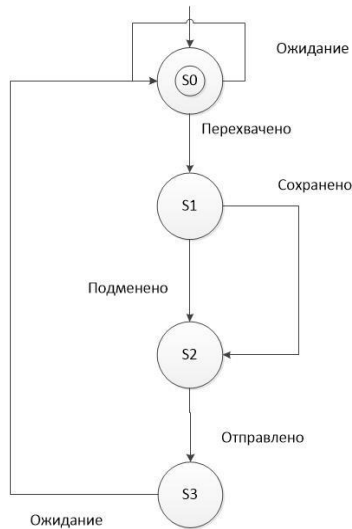 Ожидание
S0
Перехвачено
Сохранено
S1
Подменено
S2
Отправлено
S3
Ожидание